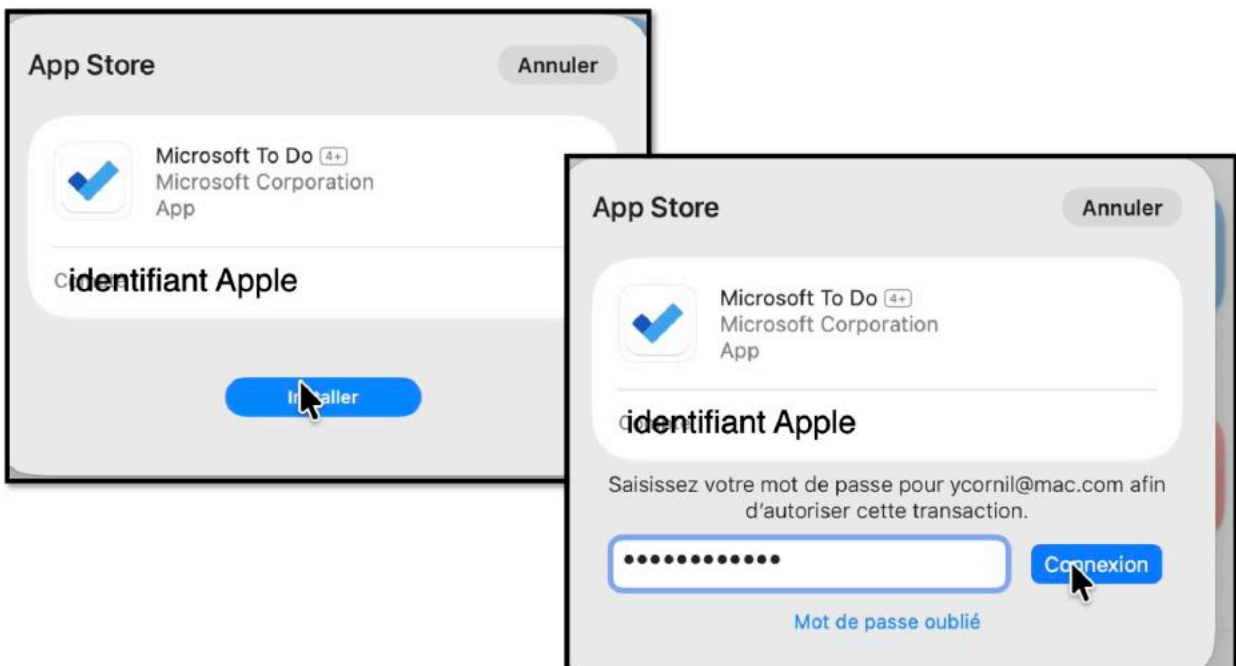 App Store
Annuler
Microsoft To Do 4+
Microsoft Corporation
App
identifiant Apple
Installer
App Store
Annuler
Microsoft To Do 4+
Microsoft Corporation
App
identifiant Apple
Saisissez votre mot de passe pour ycornil@mac.com afin
d'autoriser cette transaction.
••••••••••••
Connexion
Mot de passe oublié